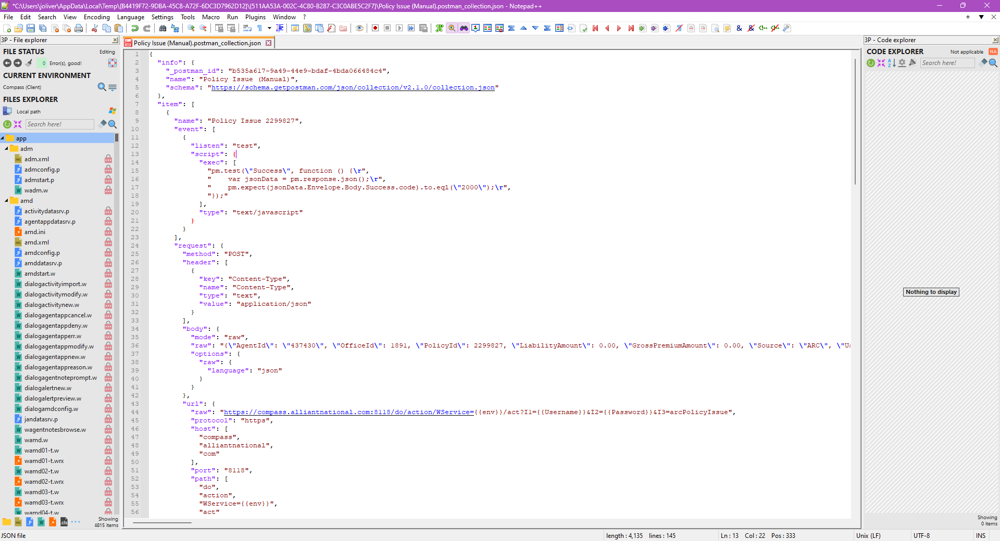 *C:\Users\joliver\AppData\Local\Temp\{B4419F72-9DBA-45C8-A72F-6DC3D7962D12}\{511AA53A-002C-4C80-B287-C3C0ABE5C2F7}\Policy Issue (Manual).postman_collection.json - Notepad++
File Edit Search View Encoding Language Settings Tools Macro Run Plugins Window ?
3P - File explorer
FILE STATUS Editing
0 Error(s), good!
CURRENT ENVIRONMENT
Compass (Client)
FILES EXPLORER
Local path
Search here!
app
adm
adm.xml
admconfig.p
admstart.p
wadm.w
amd
activitydatasrv.p
agentappdatasrv.p
amd.ini
amd.xml
amdconfig.p
amddatasrv.p
amdstart.w
dialogactivityimport.w
dialogactivitymodify.w
dialogactivitynew.w
dialogagentappcancel.w
dialogagentappdeny.w
dialogagentapperr.w
dialogagentappmodify.w
dialogagentappnew.w
dialogagentappreason.w
dialogagentnoteprompt.w
dialogalertnew.w
dialogalertpreview.w
dialogamdconfig.w
jandatasrv.p
wagentnotesbrowse.w
wamd.w
wamd01-t.w
wamd01-t.wrx
wamd02-t.w
wamd02-t.wrx
wamd03-t.w
wamd03-t.wrx
wamd04-t.w
Showing
4815 items
Policy Issue (Manual).postman_collection.json
1 {
2 "info": {
3 "_postman_id": "b535a617-9a49-44e9-bdaf-4bda066484c4",
4 "name": "Policy Issue (Manual)",
5 "schema": "https://schema.getpostman.com/json/collection/v2.1.0/collection.json"
6 },
7 "item": [
8 {
9 "name": "Policy Issue 2299827",
10 "event": [
11 {
12 "listen": "test",
13 "script": {
14 "exec": [
15 "pm.test(\"Success\", function () {\r",
16 " var jsonData = pm.response.json();\r",
17 " pm.expect(jsonData.Envelope.Body.Success.code).to.eql(\"2000\");\r",
18 "});"
19 ],
20 "type": "text/javascript"
21 }
22 }
23 ],
24 "request": {
25 "method": "POST",
26 "header": [
27 {
28 "key": "Content-Type",
29 "name": "Content-Type",
30 "type": "text",
31 "value": "application/json"
32 }
33 ],
34 "body": {
35 "mode": "raw",
36 "raw": "{\"AgentId\": \"437430\", \"OfficeId\": 1891, \"PolicyId\": 2299827, \"LiabilityAmount\": 0.00, \"GrossPremiumAmount\": 0.00, \"Source\": \"ARC\", \"Us
37 "options": {
38 "raw": {
39 "language": "json"
40 }
41 }
42 },
43 "url": {
44 "raw": "https://compass.alliantnational.com:8118/do/action/WService={{env}}/act?I1={{Username}}&I2={{Password}}&I3=arcPolicyIssue",
45 "protocol": "https",
46 "host": [
47 "compass",
48 "alliantnational",
49 "com"
50 ],
51 "port": "8118",
52 "path": [
53 "do",
54 "action",
55 "WService={{env}}",
56 "act"
3P - Code explorer
CODE EXPLORER Not applicable NA
Search here!
Nothing to display
Showing
0 items
JSON file length : 4,135 lines : 145 Ln : 13 Col : 22 Pos : 333 Unix (LF) UTF-8 INS